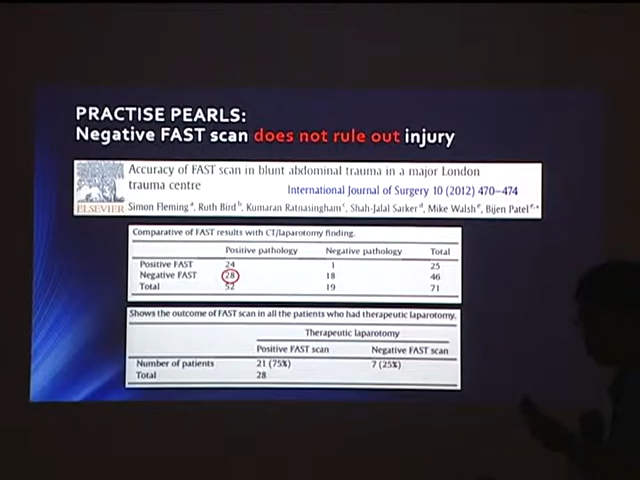 PRACTISE PEARLS:
Negative FAST scan does not rule out injury
Accuracy of FAST scan in blunt abdominal trauma in a major London
trauma centre
International Journal of Surgery 10 (2012) 470–474
ELSEVIER Simon Fleming a, Ruth Bird b, Kumaran Ratnasingham c, Shah-Jalal Sarker d, Mike Walsh e, Bijen Patel e,*
Comparative of FAST results with CT/laparotomy finding.
Positive pathology Negative pathology Total
Positive FAST 24 1 25
Negative FAST 28 18 46
Total 52 19 71
Shows the outcome of FAST scan in all the patients who had therapeutic laparotomy.
Therapeutic laparotomy
Positive FAST scan Negative FAST scan
Number of patients 21 (75%) 7 (25%)
Total 28